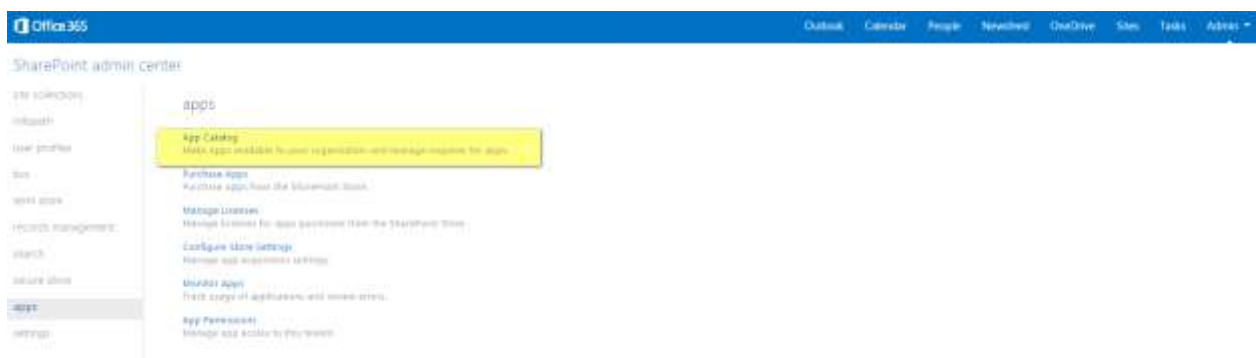 Office 365
Outlook Calendar People Newsfeed OneDrive Sites Tasks Admin
SharePoint admin center
site collections
infopath
user profiles
bcs
term store
records management
search
secure store
apps
settings
apps
App Catalog
Make apps available to your organization and manage requests for apps.
Purchase Apps
Purchase apps from the SharePoint Store.
Manage Licenses
Manage licenses for apps purchased from the SharePoint Store.
Configure Store Settings
Manage app acquisition settings.
Monitor Apps
Track usage of applications and review errors.
App Permissions
Manage app access to this tenant.